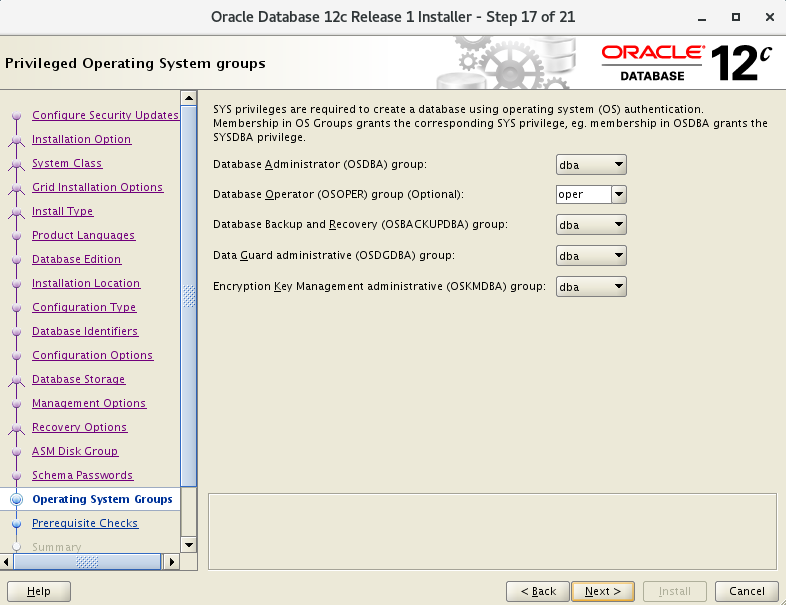 Oracle Database 12c Release 1 Installer - Step 17 of 21
Privileged Operating System groups
ORACLE
DATABASE
12c
Configure Security Updates
Installation Option
System Class
Grid Installation Options
Install Type
Product Languages
Database Edition
Installation Location
Configuration Type
Database Identifiers
Configuration Options
Database Storage
Management Options
Recovery Options
ASM Disk Group
Schema Passwords
Operating System Groups
Prerequisite Checks
Summary
SYS privileges are required to create a database using operating system (OS) authentication.
Membership in OS Groups grants the corresponding SYS privilege, eg. membership in OSDBA grants the
SYSDBA privilege.
Database Administrator (OSDBA) group: dba
Database Operator (OSOPER) group (Optional): oper
Database Backup and Recovery (OSBACKUPDBA) group: dba
Data Guard administrative (OSDGDBA) group: dba
Encryption Key Management administrative (OSKMDBA) group: dba
Help
< Back
Next >
Install
Cancel